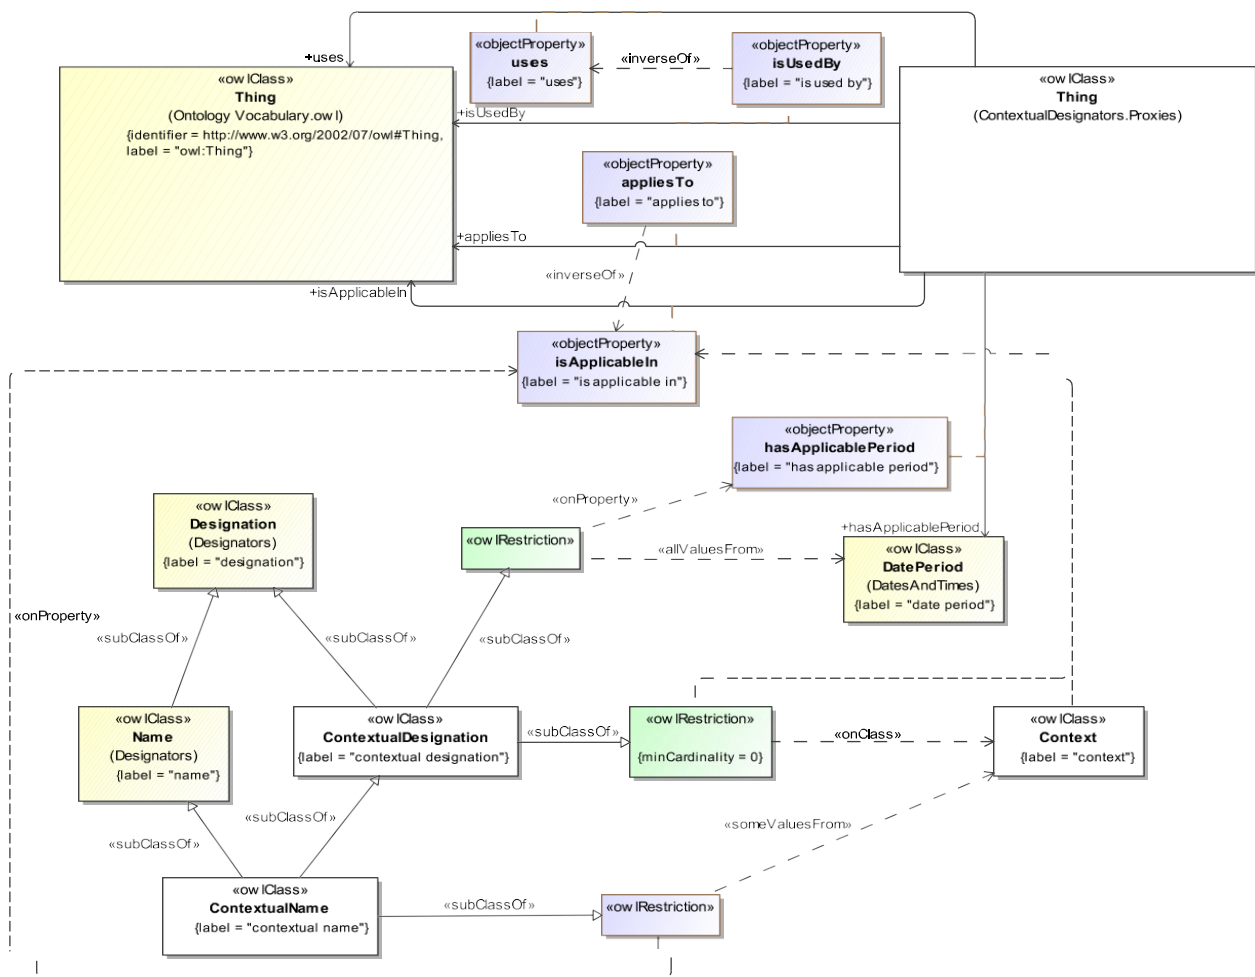 +uses
«owlClass»
Thing
(Ontology Vocabulary.owl)
{identifier = http://www.w3.org/2002/07/owl#Thing,
label = "owl:Thing"}
«objectProperty»
uses
{label = "uses"}
«inverseOf»
«objectProperty»
isUsedBy
{label = "is used by"}
«owlClass»
Thing
(ContextualDesignators.Proxies)
+isUsedBy
«objectProperty»
appliesTo
{label = "applies to"}
+appliesTo
«inverseOf»
+isApplicableIn
«objectProperty»
isApplicableIn
{label = "is applicable in"}
«objectProperty»
hasApplicablePeriod
{label = "has applicable period"}
«onProperty»
+hasApplicablePeriod
«owlClass»
Designation
(Designators)
{label = "designation"}
«owlRestriction»
«allValuesFrom»
«owlClass»
DatePeriod
(DatesAndTimes)
{label = "date period"}
«onProperty»
«subClassOf»
«subClassOf»
«subClassOf»
«owlClass»
Name
(Designators)
{label = "name"}
«owlClass»
ContextualDesignation
{label = "contextual designation"}
«subClassOf»
«owlRestriction»
{minCardinality = 0}
«onClass»
«owlClass»
Context
{label = "context"}
«subClassOf»
«subClassOf»
«someValuesFrom»
«owlClass»
ContextualName
{label = "contextual name"}
«subClassOf»
«owlRestriction»